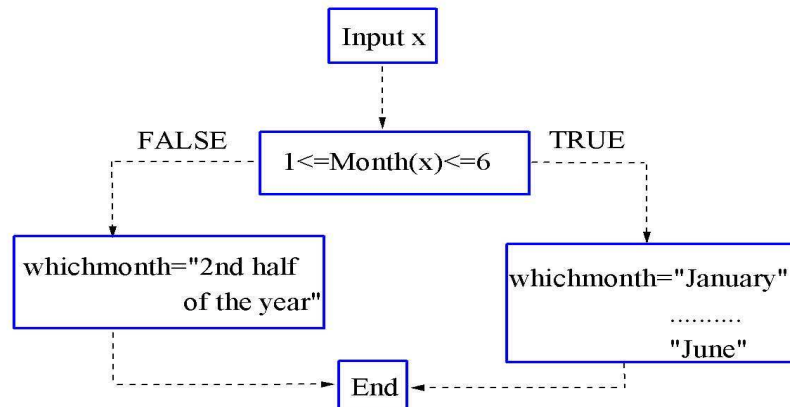 Input x
FALSE
TRUE
1<=Month(x)<=6
whichmonth="2nd half
of the year"
whichmonth="January"
..........
"June"
End